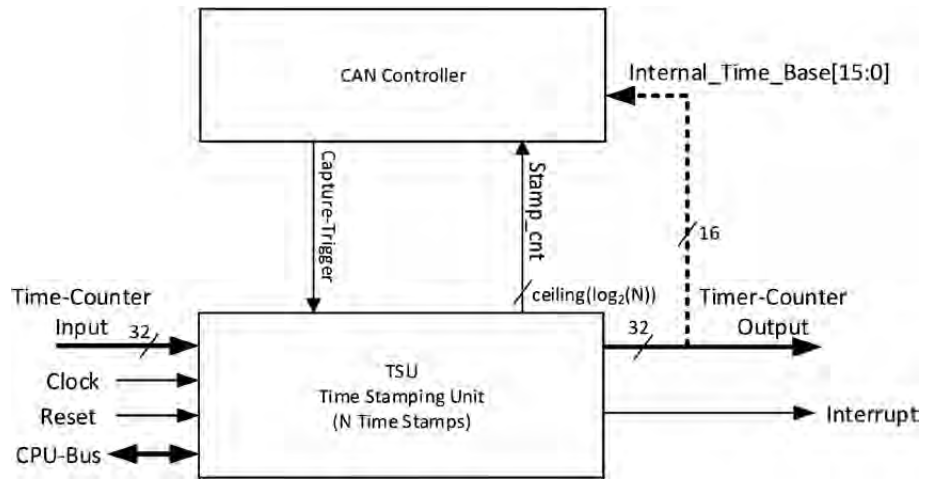 CAN Controller
Internal_Time_Base[15:0]
Capture-Trigger
Stamp_cnt
16
ceiling(log₂(N))
Time-Counter
Input
32
Timer-Counter
Output
32
TSU
Time Stamping Unit
(N Time Stamps)
Clock
Reset
CPU-Bus
Interrupt